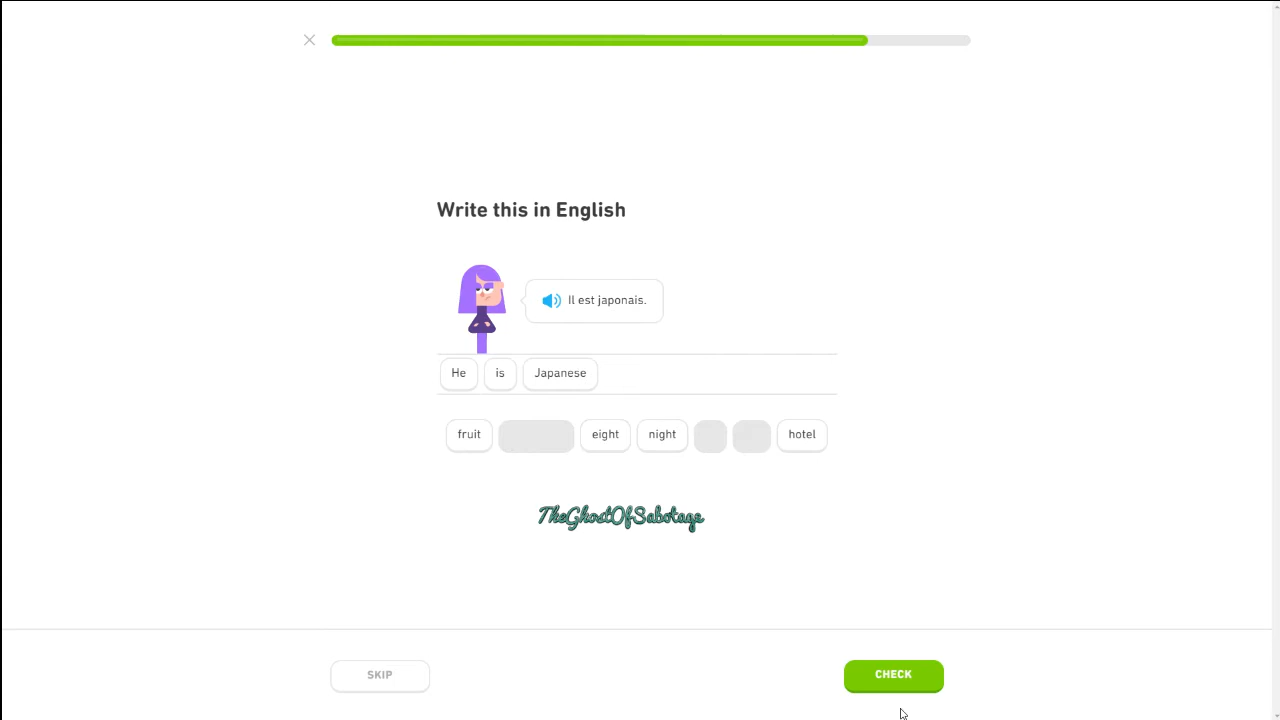 Write this in English
Il est japonais.
He is Japanese
fruit eight night hotel
TheGhostOfSabotage
SKIP CHECK